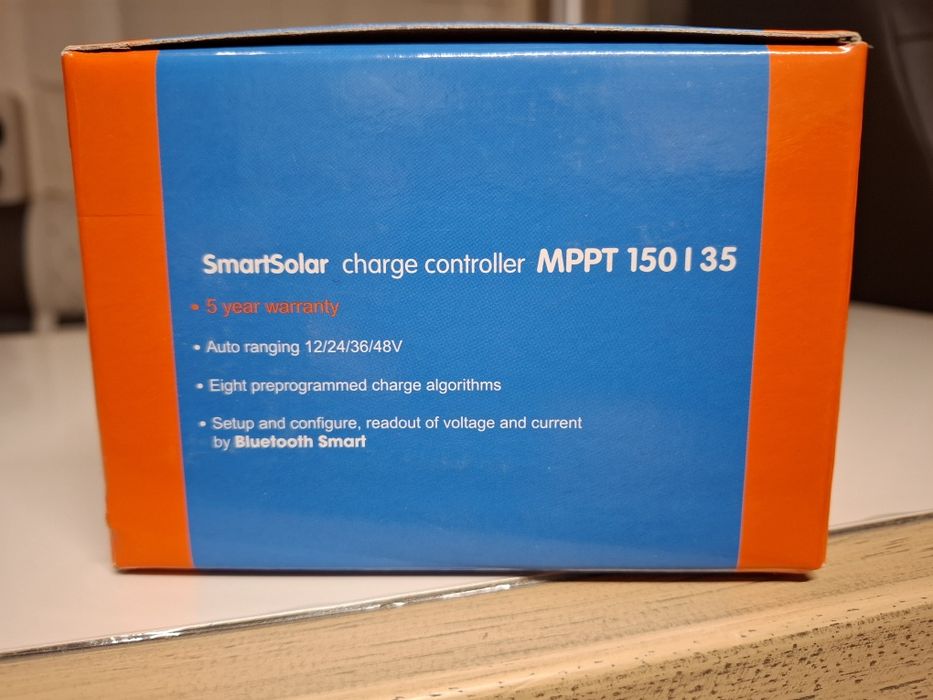 SmartSolar charge controller MPPT 150 | 35
• 5 year warranty
• Auto ranging 12/24/36/48V
• Eight preprogrammed charge algorithms
• Setup and configure, readout of voltage and current
by Bluetooth Smart